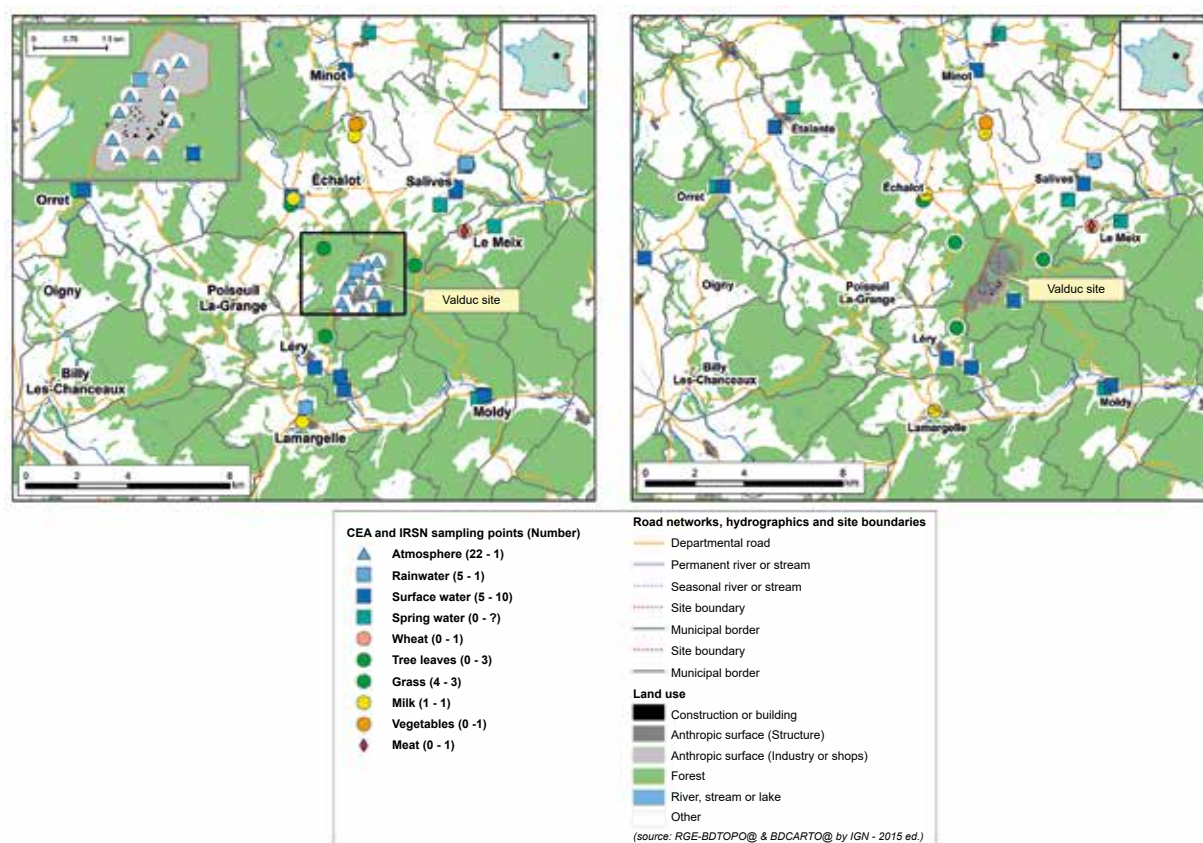 0 0.75 1.5 km
Minot
Échalot
Salives
Orret
Le Meix
Valduc site
Oigny
Poiseuil
La-Grange
Léry
Billy
Les-Chanceaux
Moldy
Lamargelle
0 2 4 8
km
Minot
Etalante
Échalot
Salives
Orret
Le Meix
Valduc site
Oigny
Poiseuil
La-Grange
Léry
Billy
Les-Chanceaux
Moldy
Lamargelle
0 2 4 8
km
CEA and IRSN sampling points (Number)
Atmosphere (22 - 1)
Rainwater (5 - 1)
Surface water (5 - 10)
Spring water (0 - ?)
Wheat (0 - 1)
Tree leaves (0 - 3)
Grass (4 - 3)
Milk (1 - 1)
Vegetables (0 -1)
Meat (0 - 1)
Road networks, hydrographics and site boundaries
Departmental road
Permanent river or stream
Seasonal river or stream
Site boundary
Municipal border
Site boundary
Municipal border
Land use
Construction or building
Anthropic surface (Structure)
Anthropic surface (Industry or shops)
Forest
River, stream or lake
Other
(source: RGE-BDTOPO@ & BDCARTO@ by IGN - 2015 ed.)